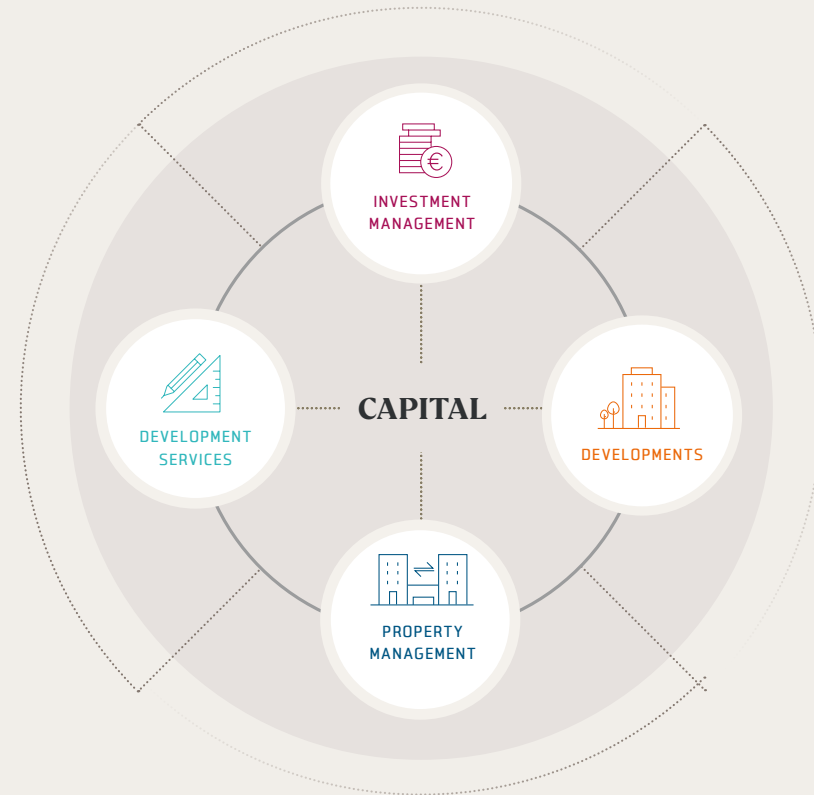 €
INVESTMENT
MANAGEMENT
DEVELOPMENT
SERVICES
CAPITAL
DEVELOPMENTS
PROPERTY
MANAGEMENT